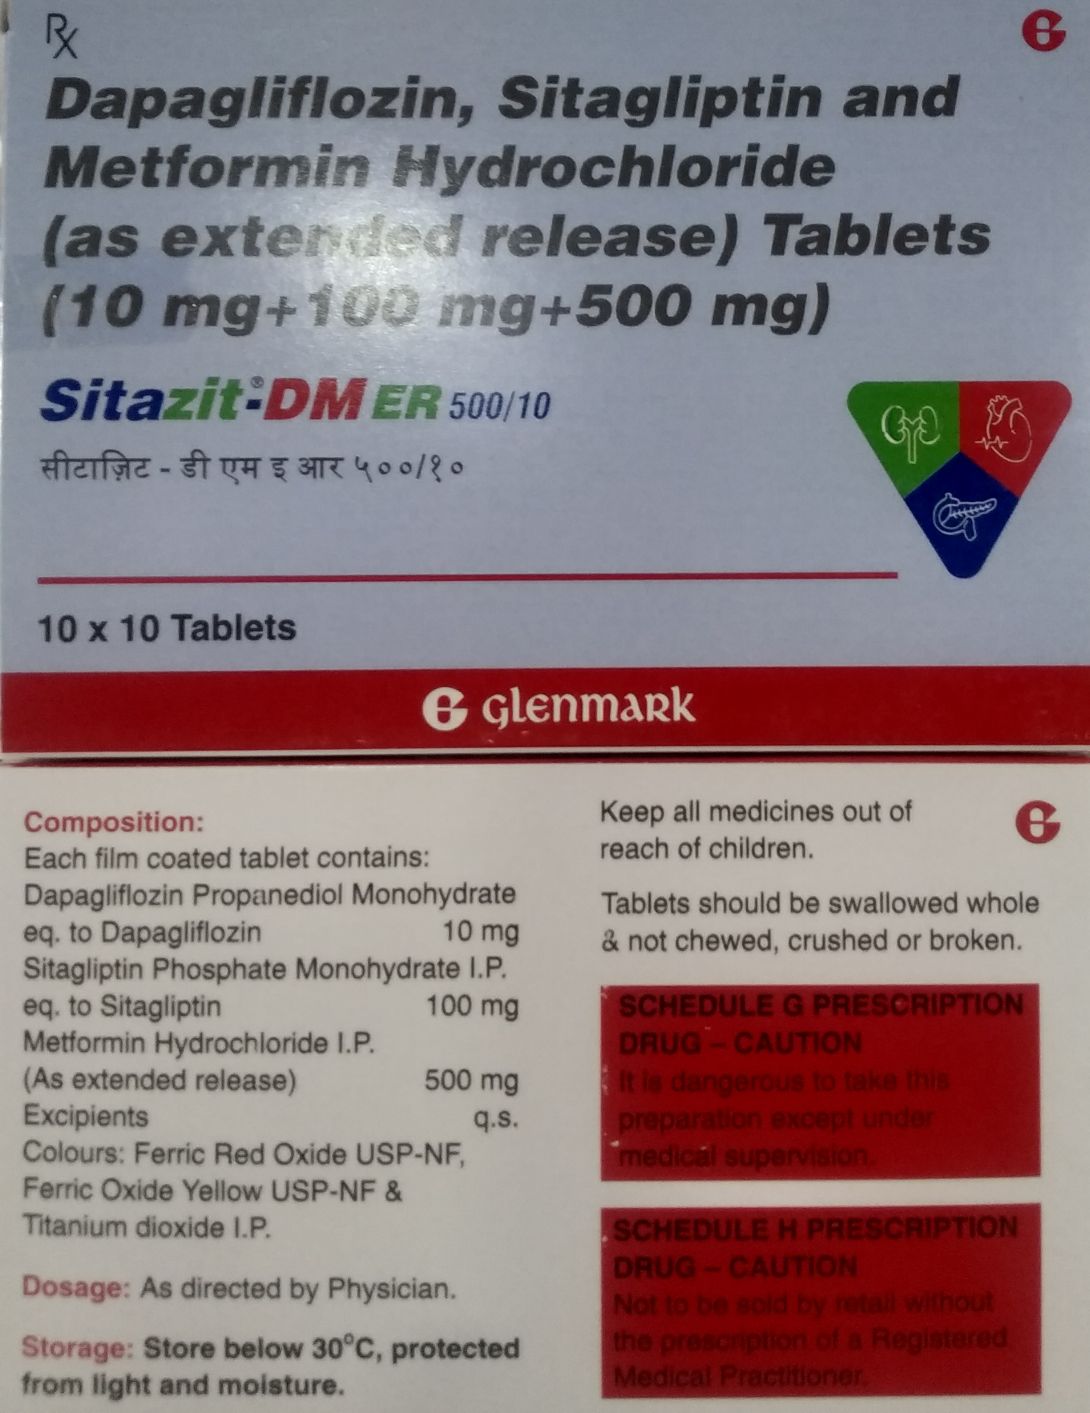 Rx
Dapagliflozin, Sitagliptin and
Metformin Hydrochloride
(as extended release) Tablets
(10 mg+100 mg+500 mg)
Sitazit®-DM ER 500/10
सीटाज़िट - डी एम इ आर ५००/१०
10 x 10 Tablets
glenmark
Composition:
Each film coated tablet contains:
Dapagliflozin Propanediol Monohydrate
eq. to Dapagliflozin 10 mg
Sitagliptin Phosphate Monohydrate I.P.
eq. to Sitagliptin 100 mg
Metformin Hydrochloride I.P.
(As extended release) 500 mg
Excipients q.s.
Colours: Ferric Red Oxide USP-NF,
Ferric Oxide Yellow USP-NF &
Titanium dioxide I.P.
Dosage: As directed by Physician.
Storage: Store below 30°C, protected
from light and moisture.
Keep all medicines out of
reach of children.
Tablets should be swallowed whole
& not chewed, crushed or broken.
SCHEDULE G PRESCRIPTION
DRUG – CAUTION
It is dangerous to take this
preparation except under
medical supervision.
SCHEDULE H PRESCRIPTION
DRUG – CAUTION
Not to be sold by retail without
the prescription of a Registered
Medical Practitioner.